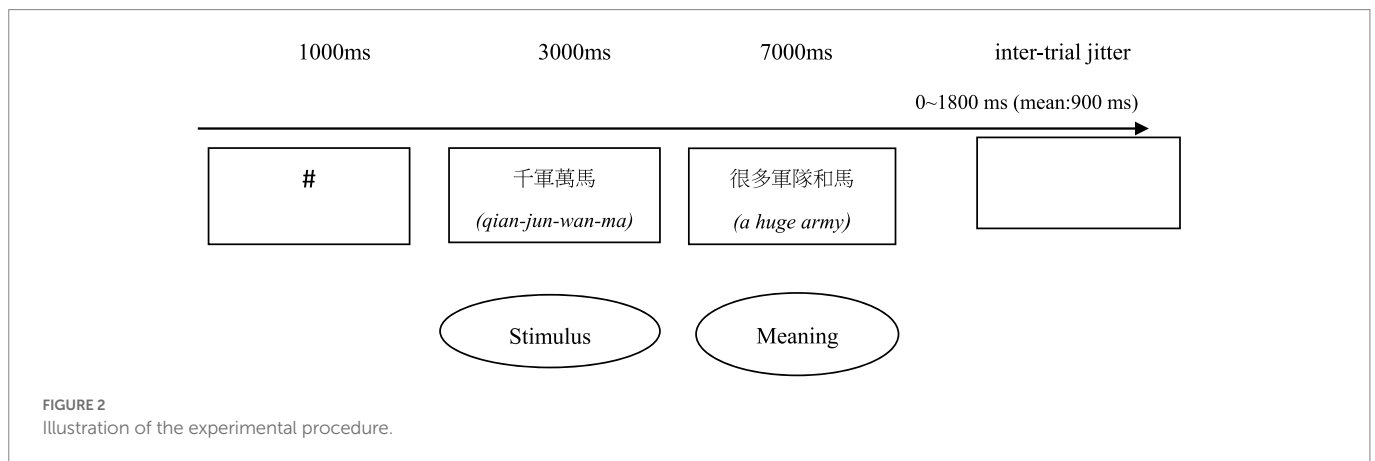 1000ms 3000ms 7000ms inter-trial jitter
0~1800 ms (mean:900 ms)
# 千軍萬馬 很多軍隊和馬
(qian-jun-wan-ma) (a huge army)
Stimulus Meaning
FIGURE 2
Illustration of the experimental procedure.